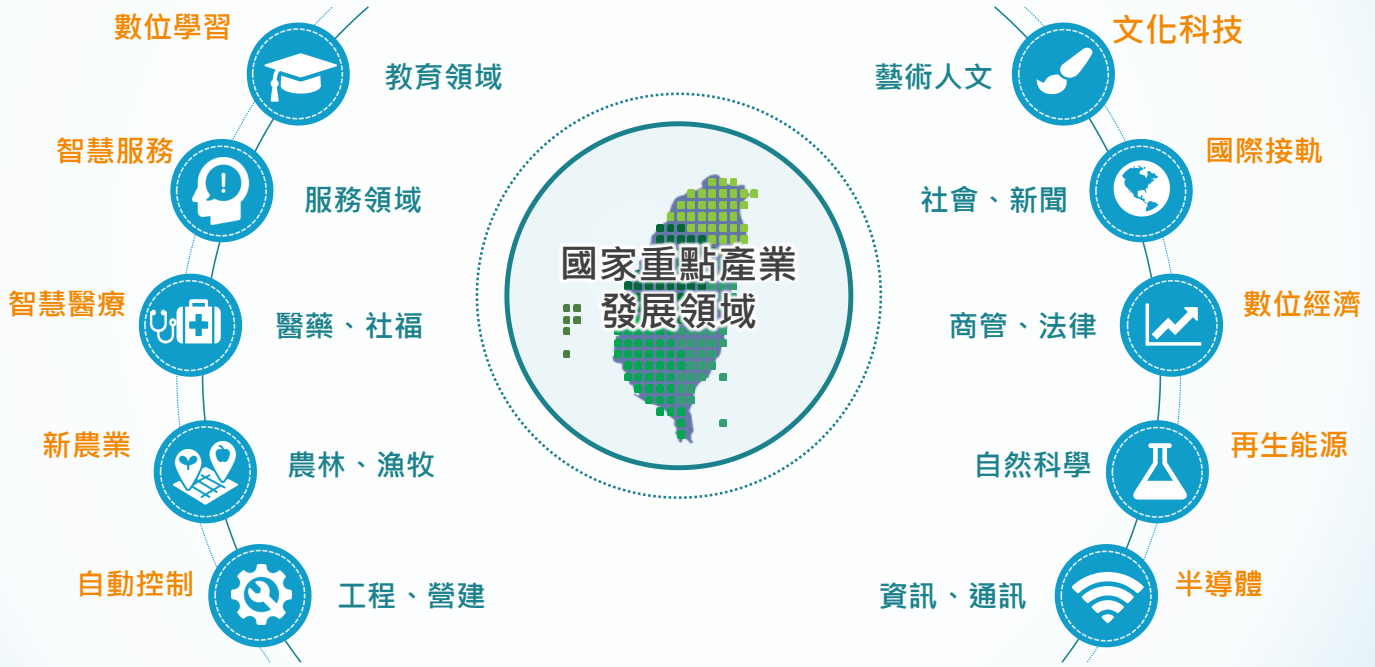 數位學習
教育領域
智慧服務
服務領域
智慧醫療
醫藥、社福
新農業
農林、漁牧
自動控制
工程、營建
國家重點產業
發展領域
文化科技
藝術人文
國際接軌
社會、新聞
數位經濟
商管、法律
再生能源
自然科學
半導體
資訊、通訊